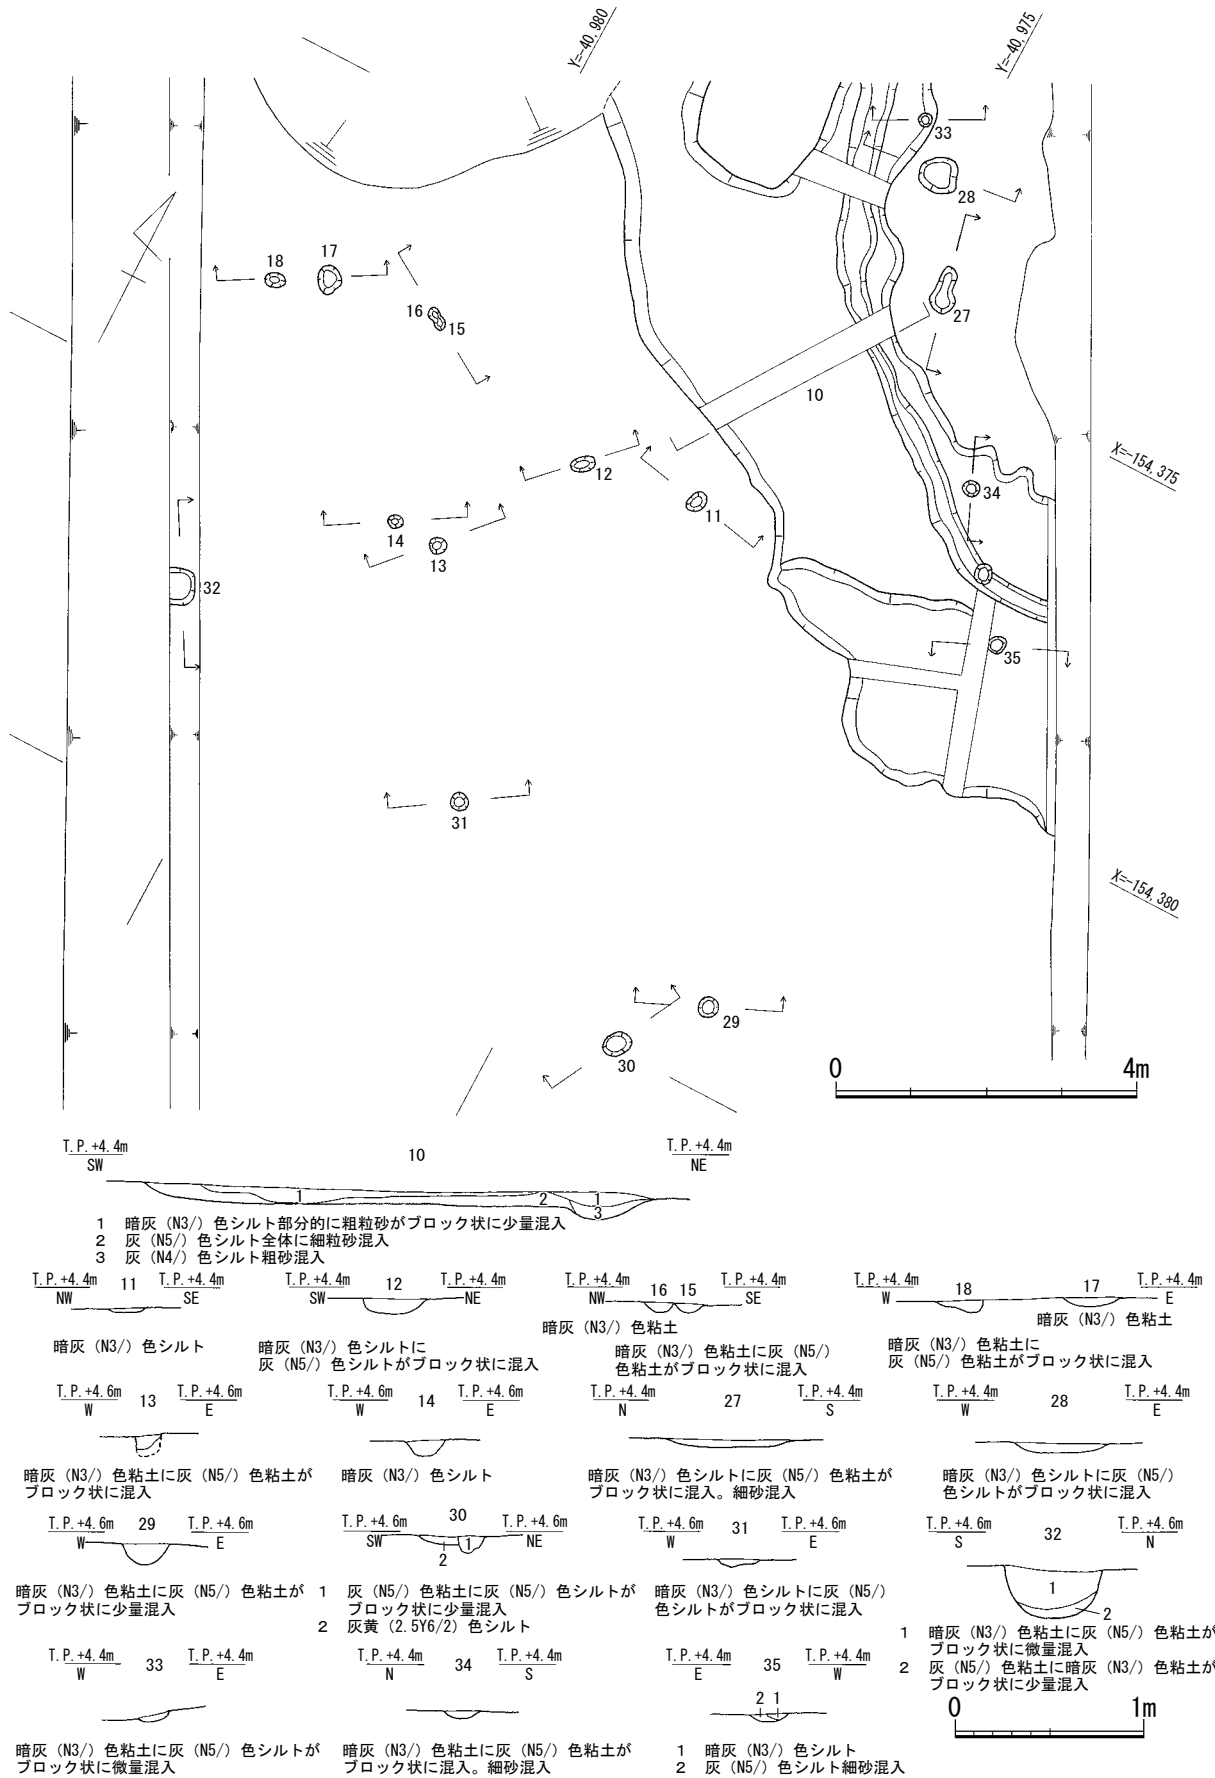 Y=-40,980
Y=-40,975
33
28
18
17
16
15
27
10
X=-154,375
12
34
11
14
13
32
35
31
X=-154,380
29
30
0 4m
T.P.+4.4m
SW
10
T.P.+4.4m
NE
1
2
1
3
1 暗灰（N3/）色シルト部分的に粗粒砂がブロック状に少量混入
2 灰（N5/）色シルト全体に細粒砂混入
3 灰（N4/）色シルト粗砂混入
T.P.+4.4m
NW
11
T.P.+4.4m
SE
暗灰（N3/）色シルト
T.P.+4.4m
SW
12
T.P.+4.4m
NE
暗灰（N3/）色シルトに
灰（N5/）色シルトがブロック状に混入
T.P.+4.4m
NW
16 15
T.P.+4.4m
SE
暗灰（N3/）色粘土
暗灰（N3/）色粘土に灰（N5/）
色粘土がブロック状に混入
T.P.+4.4m
W
18
17
T.P.+4.4m
E
暗灰（N3/）色粘土
暗灰（N3/）色粘土に
灰（N5/）色粘土がブロック状に混入
T.P.+4.6m
W
13
T.P.+4.6m
E
暗灰（N3/）色粘土に灰（N5/）色粘土が
ブロック状に混入
T.P.+4.6m
W
14
T.P.+4.6m
E
暗灰（N3/）色シルト
T.P.+4.4m
N
27
T.P.+4.4m
S
暗灰（N3/）色シルトに灰（N5/）色粘土が
ブロック状に混入。細砂混入
T.P.+4.4m
W
28
T.P.+4.4m
E
暗灰（N3/）色シルトに灰（N5/）
色シルトがブロック状に混入
T.P.+4.6m
W
29
T.P.+4.6m
E
暗灰（N3/）色粘土に灰（N5/）色粘土が
ブロック状に少量混入
T.P.+4.6m
SW
30
T.P.+4.6m
NE
1
2
1 灰（N5/）色粘土に灰（N5/）色シルトが
ブロック状に少量混入
2 灰黄（2.5Y6/2）色シルト
T.P.+4.6m
W
31
T.P.+4.6m
E
暗灰（N3/）色シルトに灰（N5/）
色シルトがブロック状に混入
T.P.+4.6m
S
32
T.P.+4.6m
N
1
2
1 暗灰（N3/）色粘土に灰（N5/）色粘土が
ブロック状に微量混入
2 灰（N5/）色粘土に暗灰（N3/）色粘土が
ブロック状に少量混入
T.P.+4.4m
W
33
T.P.+4.4m
E
暗灰（N3/）色粘土に灰（N5/）色シルトが
ブロック状に微量混入
T.P.+4.4m
N
34
T.P.+4.4m
S
暗灰（N3/）色粘土に灰（N5/）色粘土が
ブロック状に混入。細砂混入
T.P.+4.4m
E
35
T.P.+4.4m
W
2 1
1 暗灰（N3/）色シルト
2 灰（N5/）色シルト細砂混入
0 1m